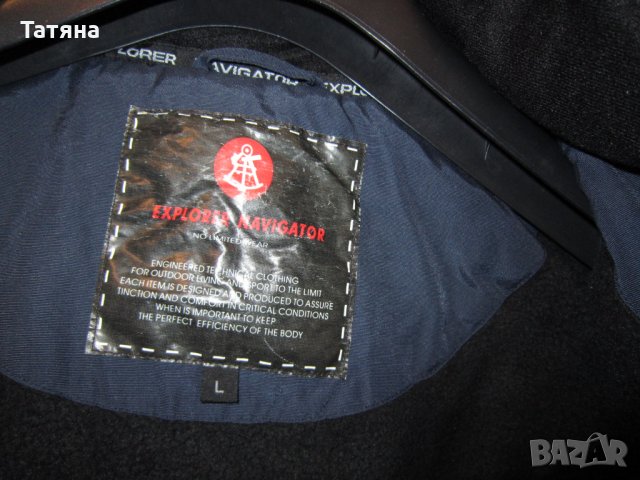 Татяна
LORER AVIGATOR EXPLO
EXPLORER NAVIGATOR
NO LIMITED WEAR
ENGINEERED TECHNICAL CLOTHING
FOR OUTDOOR LIVING AND SPORT TO THE LIMIT
EACH ITEM IS DESIGNED AND PRODUCED TO ASSURE
TINCTION AND COMFORT IN CRITICAL CONDITIONS
WHEN IS IMPORTANT TO KEEP
THE PERFECT EFFICIENCY OF THE BODY
L
BAZAR